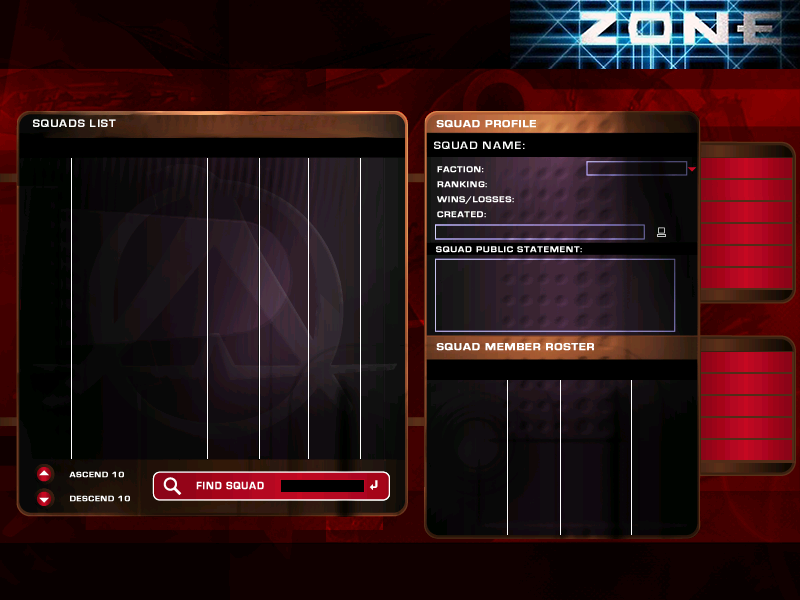 ZONE
SQUADS LIST
ASCEND 10
DESCEND 10
FIND SQUAD
SQUAD PROFILE
SQUAD NAME:
FACTION:
RANKING:
WINS/LOSSES:
CREATED:
SQUAD PUBLIC STATEMENT:
SQUAD MEMBER ROSTER